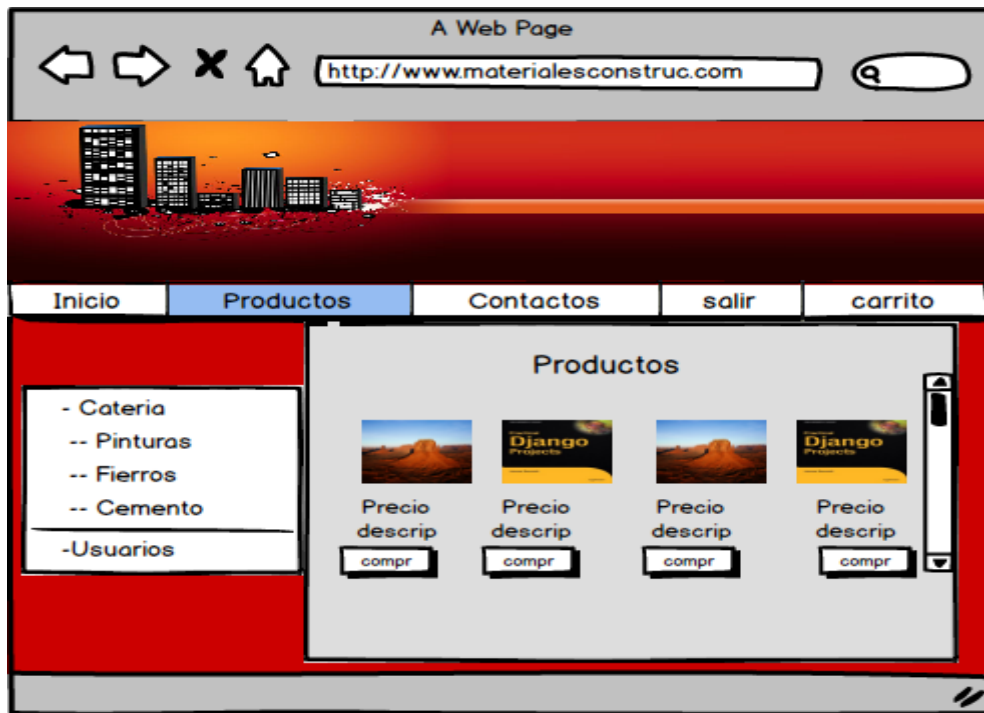 A Web Page
http://www.materialesconstruc.com
Inicio Productos Contactos salir carrito
Productos
- Cateria
-- Pinturas
-- Fierros
-- Cemento
-Usuarios
Django Django
Projects Projects
Precio Precio Precio Precio
descrip descrip descrip descrip
compr compr compr compr